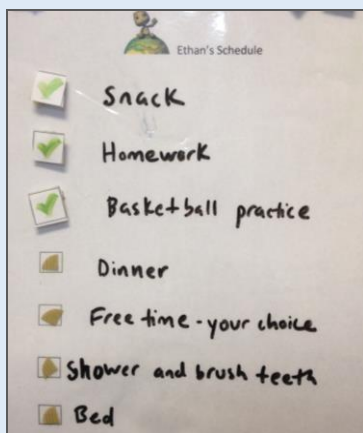 Ethan's Schedule
Snack
Homework
Basketball practice
Dinner
Free time - your choice
Shower and brush teeth
Bed